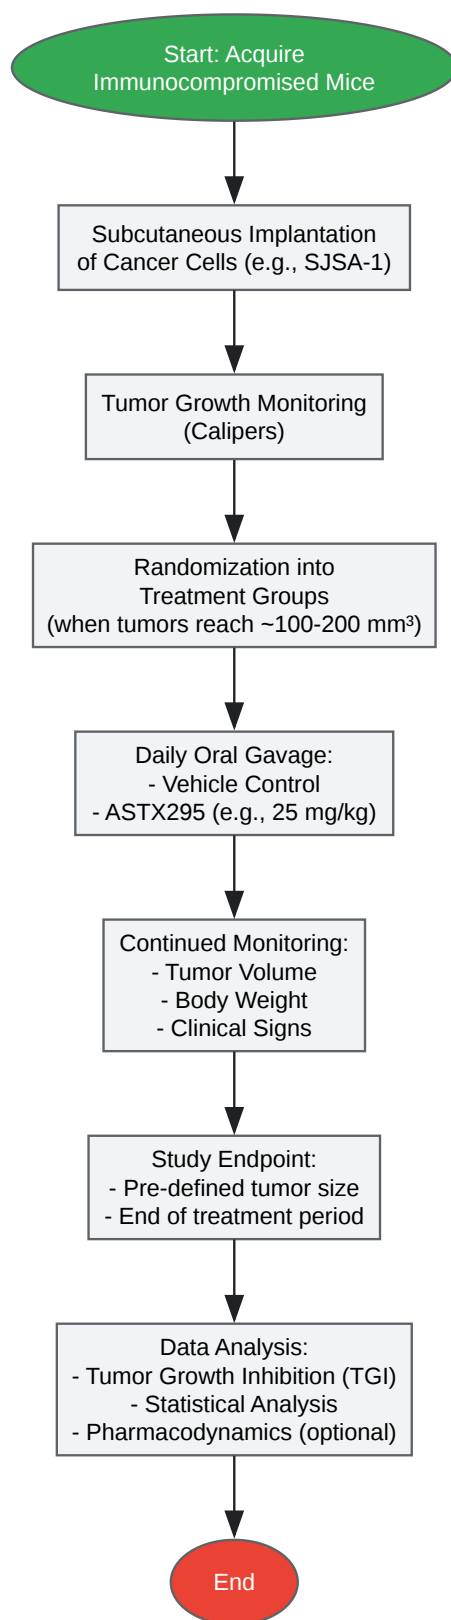 Start: Acquire
Immunocompromised Mice
Subcutaneous Implantation
of Cancer Cells (e.g., SJSA-1)
Tumor Growth Monitoring
(Calipers)
Randomization into
Treatment Groups
(when tumors reach ~100-200 mm³)
Daily Oral Gavage:
- Vehicle Control
- ASTX295 (e.g., 25 mg/kg)
Continued Monitoring:
- Tumor Volume
- Body Weight
- Clinical Signs
Study Endpoint:
- Pre-defined tumor size
- End of treatment period
Data Analysis:
- Tumor Growth Inhibition (TGI)
- Statistical Analysis
- Pharmacodynamics (optional)
End